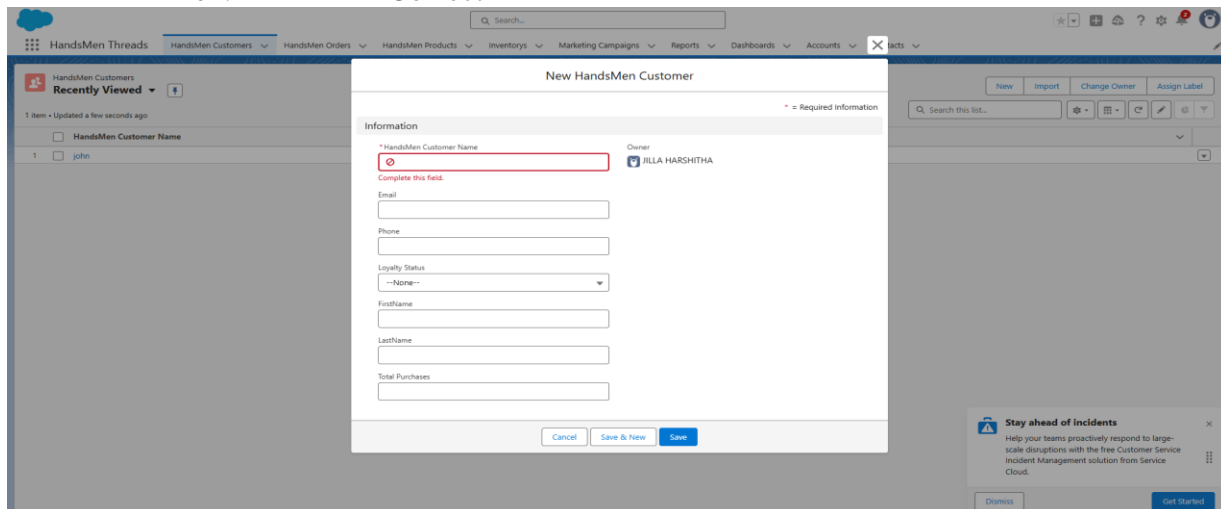 Search...
2
HandsMen Threads HandsMen Customers HandsMen Orders HandsMen Products Inventorys Marketing Campaigns Reports Dashboards Accounts tacts
HandsMen Customers
Recently Viewed
New Import Change Owner Assign Label
1 item • Updated a few seconds ago
Search this list...
HandsMen Customer Name
1 john
New HandsMen Customer
* = Required Information
Information
*HandsMen Customer Name
Complete this field.
Owner
JILLA HARSHITHA
Email
Phone
Loyalty Status
--None--
FirstName
LastName
Total Purchases
Cancel Save & New Save
Stay ahead of incidents
Help your teams proactively respond to large-
scale disruptions with the free Customer Service
Incident Management solution from Service
Cloud.
Dismiss Get Started